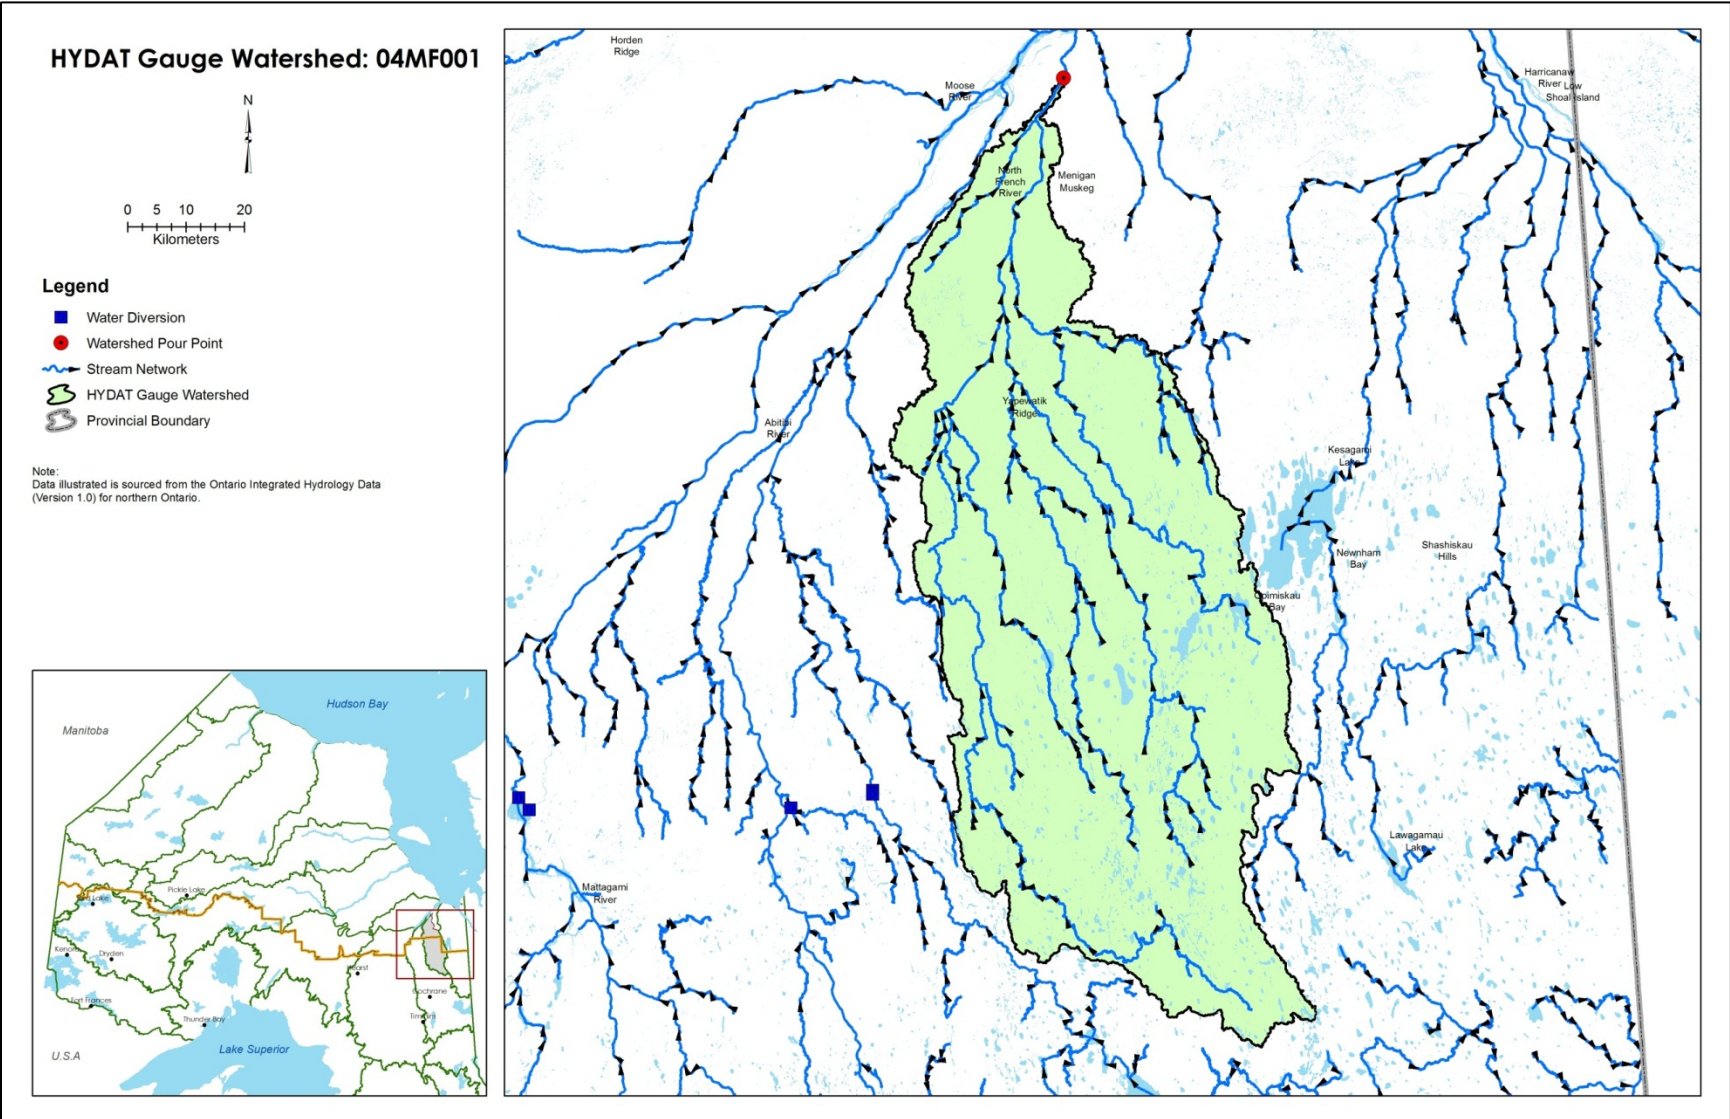 HYDAT Gauge Watershed: 04MF001
N
0 5 10 20
Kilometers
Legend
Water Diversion
Watershed Pour Point
Stream Network
HYDAT Gauge Watershed
Provincial Boundary
Note:
Data illustrated is sourced from the Ontario Integrated Hydrology Data
(Version 1.0) for northern Ontario.
Horden
Ridge
Moose
River
Harricanaw
River
Low
Shoal Island
North
French
River
Menigan
Muskeg
Yapewatik
Ridge
Abitibi
River
Kesagami
Lake
Newnham
Bay
Shashiskau
Hills
Bay
Lawagamau
Lake
Mattagami
River
Hudson Bay
Manitoba
Pickle Lake
Lake
Kenora
Dryden
Fort Frances
Thunder Bay
Hearst
Cochrane
Timmins
Lake Superior
U.S.A